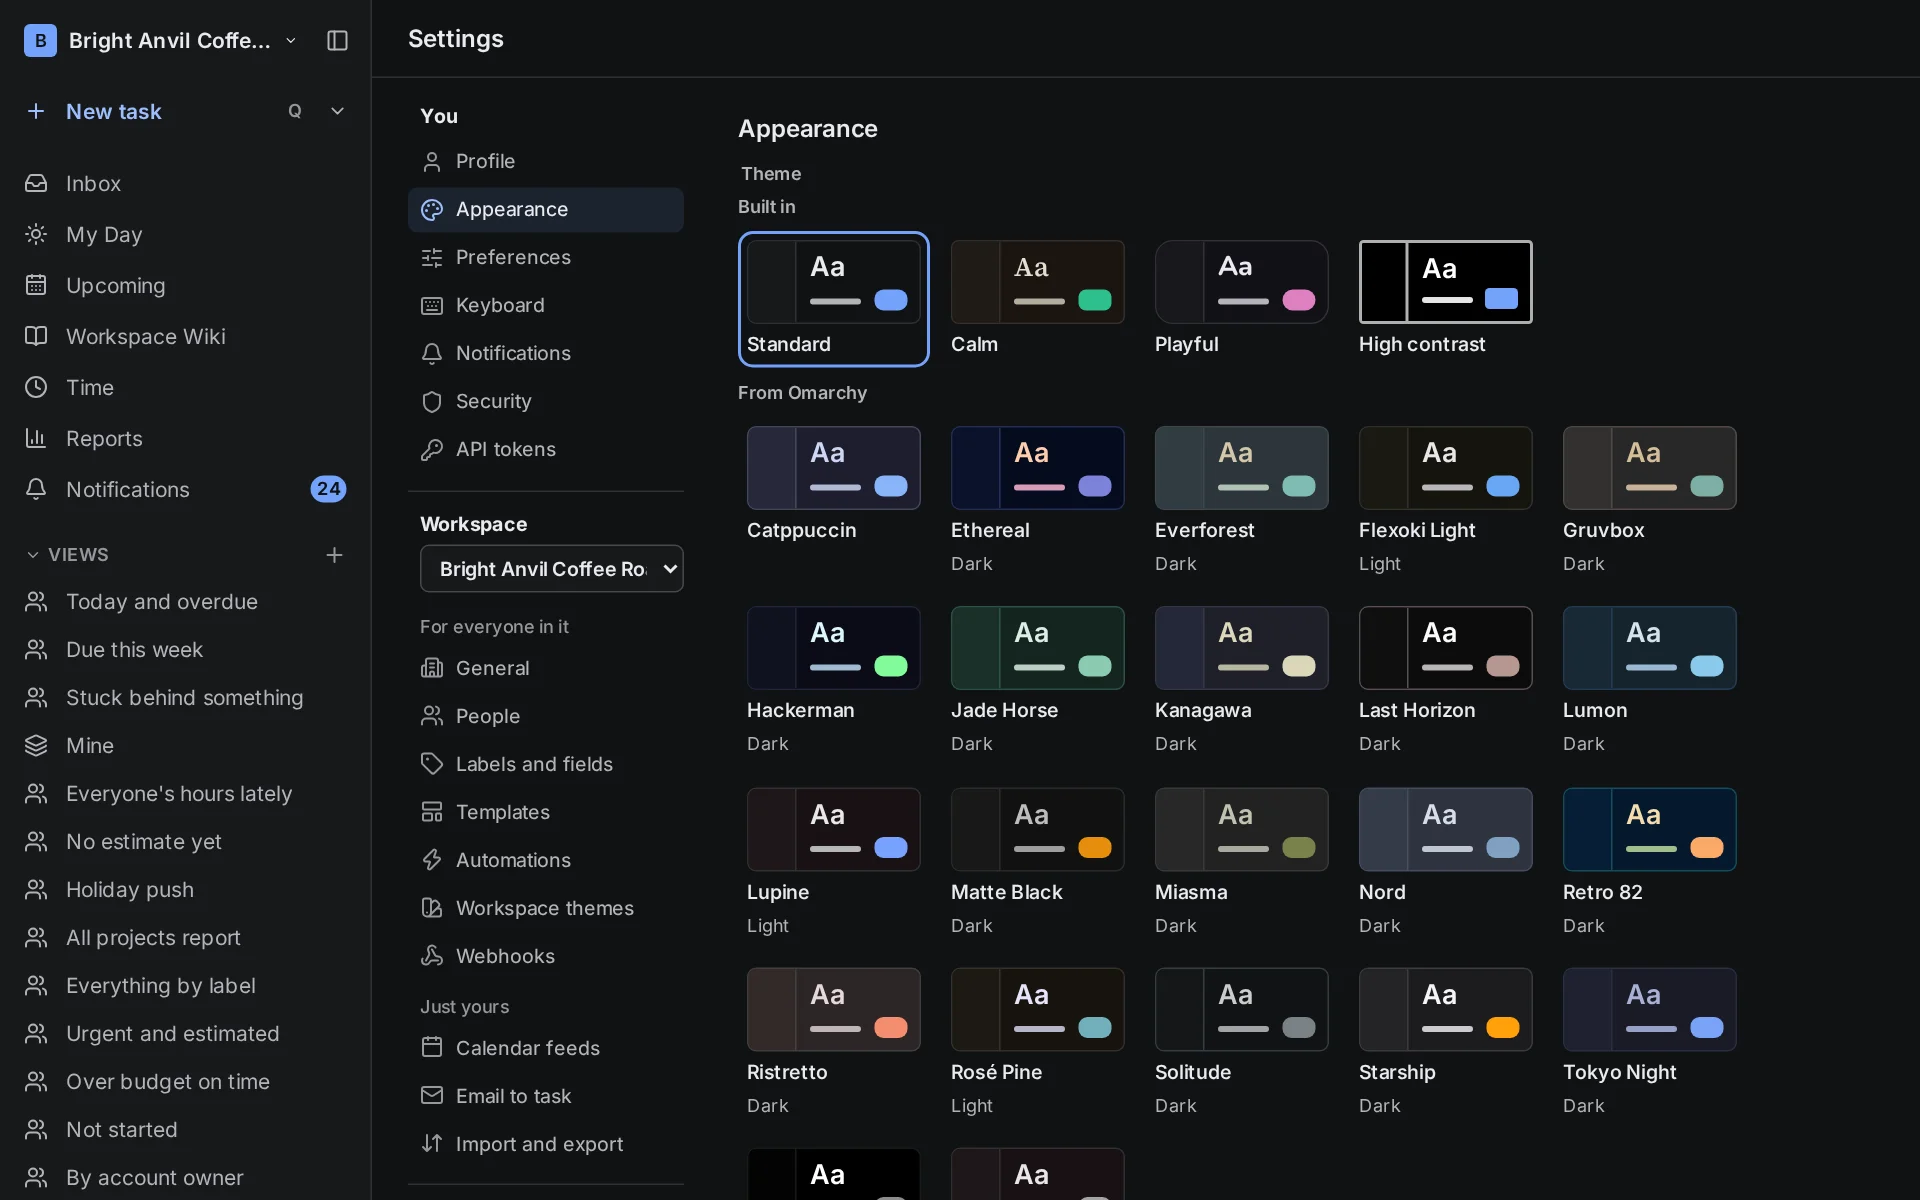 B Bright Anvil Coffe...
New task Q
Inbox
My Day
Upcoming
Workspace Wiki
Time
Reports
Notifications 24
VIEWS
Today and overdue
Due this week
Stuck behind something
Mine
Everyone's hours lately
No estimate yet
Holiday push
All projects report
Everything by label
Urgent and estimated
Over budget on time
Not started
By account owner
Settings
You
Profile
Appearance
Preferences
Keyboard
Notifications
Security
API tokens
Workspace
Bright Anvil Coffee Roa
For everyone in it
General
People
Labels and fields
Templates
Automations
Workspace themes
Webhooks
Just yours
Calendar feeds
Email to task
Import and export
Appearance
Theme
Built in
Aa Aa Aa Aa
Standard Calm Playful High contrast
From Omarchy
Aa Aa Aa Aa Aa
Catppuccin Ethereal Everforest Flexoki Light Gruvbox
Dark Dark Light Dark
Aa Aa Aa Aa Aa
Hackerman Jade Horse Kanagawa Last Horizon Lumon
Dark Dark Dark Dark Dark
Aa Aa Aa Aa Aa
Lupine Matte Black Miasma Nord Retro 82
Light Dark Dark Dark Dark
Aa Aa Aa Aa Aa
Ristretto Rosé Pine Solitude Starship Tokyo Night
Dark Light Dark Dark Dark
Aa Aa